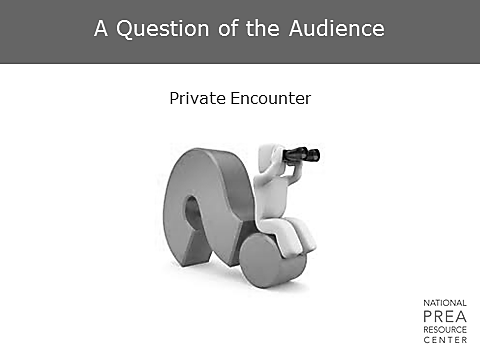 A Question of the Audience
Private Encounter
NATIONAL
PREA
RESOURCE
CENTER